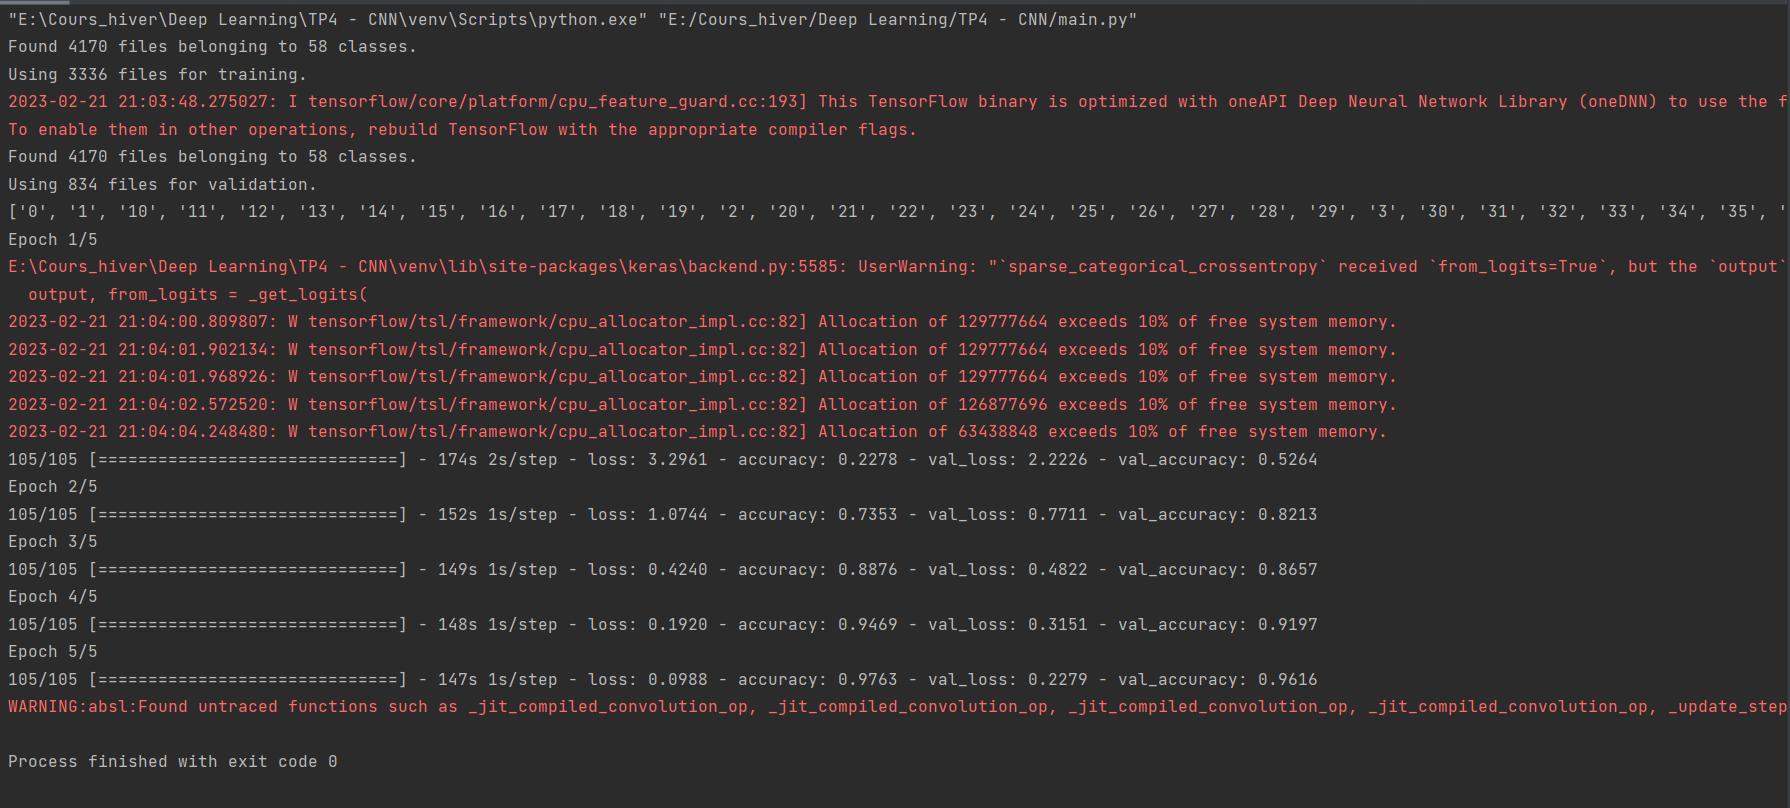 "E:\Cours_hiver\Deep Learning\TP4 - CNN\venv\Scripts\python.exe" "E:/Cours_hiver/Deep Learning/TP4 - CNN/main.py"
Found 4170 files belonging to 58 classes.
Using 3336 files for training.
2023-02-21 21:03:48.275027: I tensorflow/core/platform/cpu_feature_guard.cc:193] This TensorFlow binary is optimized with oneAPI Deep Neural Network Library (oneDNN) to use the f
To enable them in other operations, rebuild TensorFlow with the appropriate compiler flags.
Found 4170 files belonging to 58 classes.
Using 834 files for validation.
['0', '1', '10', '11', '12', '13', '14', '15', '16', '17', '18', '19', '2', '20', '21', '22', '23', '24', '25', '26', '27', '28', '29', '3', '30', '31', '32', '33', '34', '35', '
Epoch 1/5
E:\Cours_hiver\Deep Learning\TP4 - CNN\venv\lib\site-packages\keras\backend.py:5585: UserWarning: "`sparse_categorical_crossentropy` received `from_logits=True`, but the `output`
  output, from_logits = _get_logits(
2023-02-21 21:04:00.809807: W tensorflow/tsl/framework/cpu_allocator_impl.cc:82] Allocation of 129777664 exceeds 10% of free system memory.
2023-02-21 21:04:01.902134: W tensorflow/tsl/framework/cpu_allocator_impl.cc:82] Allocation of 129777664 exceeds 10% of free system memory.
2023-02-21 21:04:01.968926: W tensorflow/tsl/framework/cpu_allocator_impl.cc:82] Allocation of 129777664 exceeds 10% of free system memory.
2023-02-21 21:04:02.572520: W tensorflow/tsl/framework/cpu_allocator_impl.cc:82] Allocation of 126877696 exceeds 10% of free system memory.
2023-02-21 21:04:04.248480: W tensorflow/tsl/framework/cpu_allocator_impl.cc:82] Allocation of 63438848 exceeds 10% of free system memory.
105/105 [==============================] - 174s 2s/step - loss: 3.2961 - accuracy: 0.2278 - val_loss: 2.2226 - val_accuracy: 0.5264
Epoch 2/5
105/105 [==============================] - 152s 1s/step - loss: 1.0744 - accuracy: 0.7353 - val_loss: 0.7711 - val_accuracy: 0.8213
Epoch 3/5
105/105 [==============================] - 149s 1s/step - loss: 0.4240 - accuracy: 0.8876 - val_loss: 0.4822 - val_accuracy: 0.8657
Epoch 4/5
105/105 [==============================] - 148s 1s/step - loss: 0.1920 - accuracy: 0.9469 - val_loss: 0.3151 - val_accuracy: 0.9197
Epoch 5/5
105/105 [==============================] - 147s 1s/step - loss: 0.0988 - accuracy: 0.9763 - val_loss: 0.2279 - val_accuracy: 0.9616
WARNING:absl:Found untraced functions such as _jit_compiled_convolution_op, _jit_compiled_convolution_op, _jit_compiled_convolution_op, _jit_compiled_convolution_op, _update_step
Process finished with exit code 0